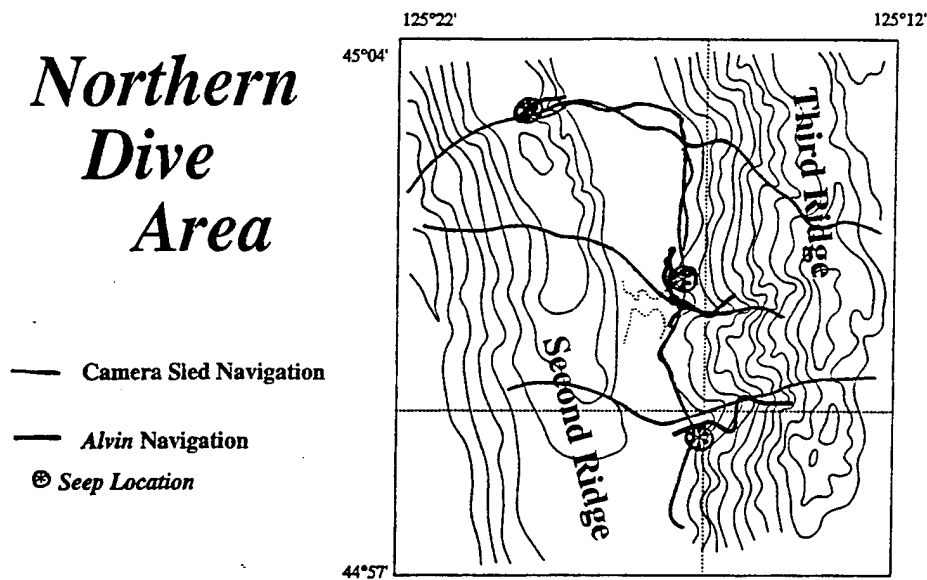 125°22'
125°12'
45°04'
44°57'
Northern
Dive
Area
Camera Sled Navigation
Alvin Navigation
Seep Location
Second Ridge
Third Ridge